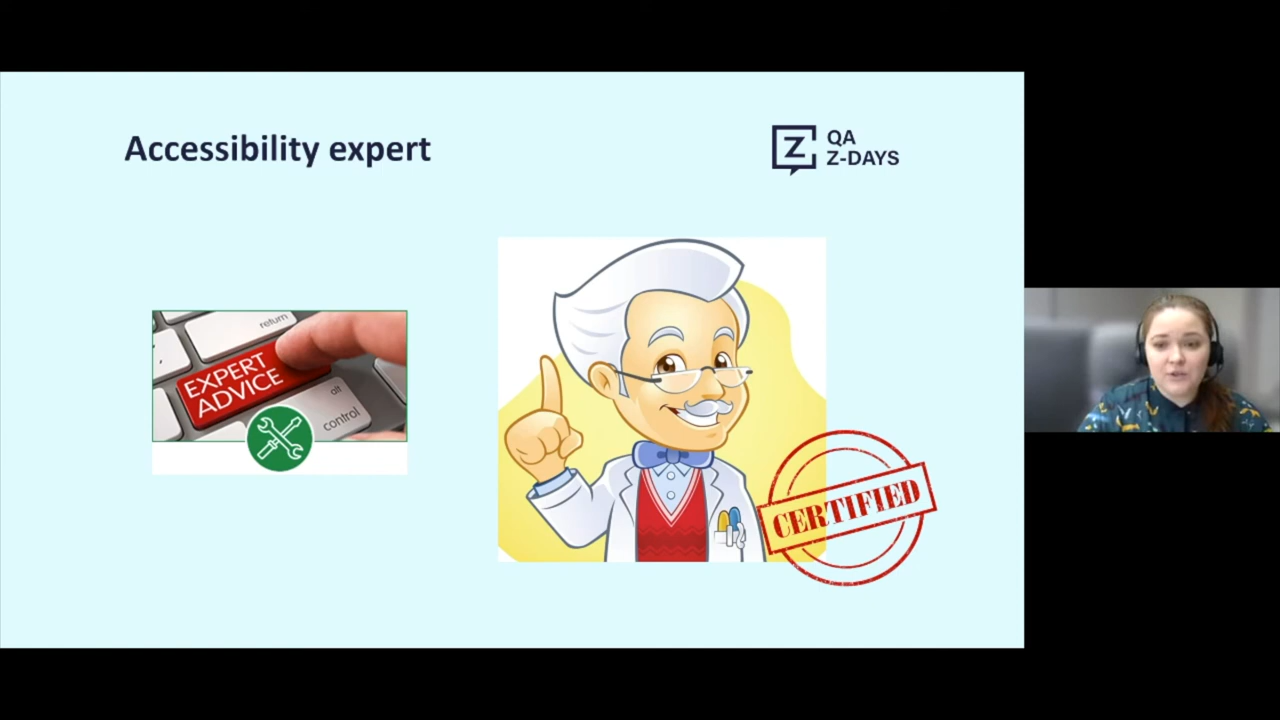 Accessibility expert
QA
Z-DAYS
Z
return
EXPERT
ADVICE
alt
control
CERTIFIED